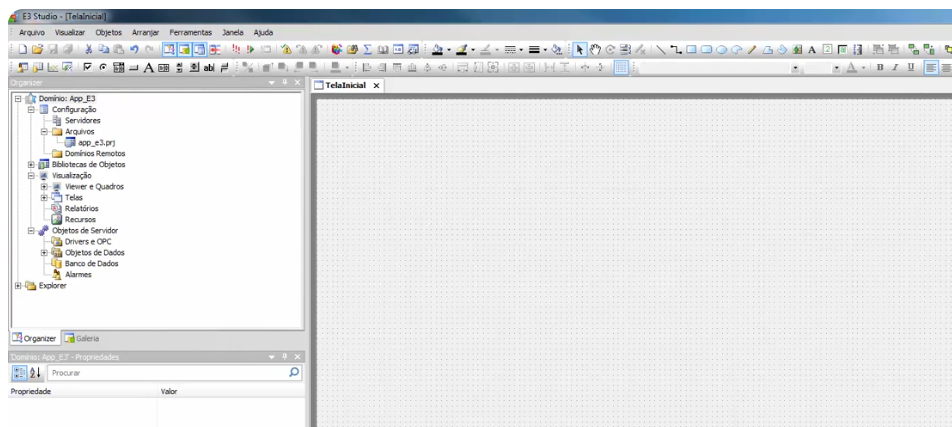 E3 Studio - [TelaInicial]
Arquivo Visualizar Objetos Arranjar Ferramentas Janela Ajuda
Organizer
TelaInicial
Domínio: App_E3
Configuração
Servidores
Arquivos
app_e3.prj
Domínios Remotos
Bibliotecas de Objetos
Visualização
Viewer e Quadros
Telas
Relatórios
Recursos
Objetos de Servidor
Drivers e OPC
Objetos de Dados
Banco de Dados
Alarmes
Explorer
Organizer Galeria
Domínio: App_E3 - Propriedades
Procurar
Propriedade Valor